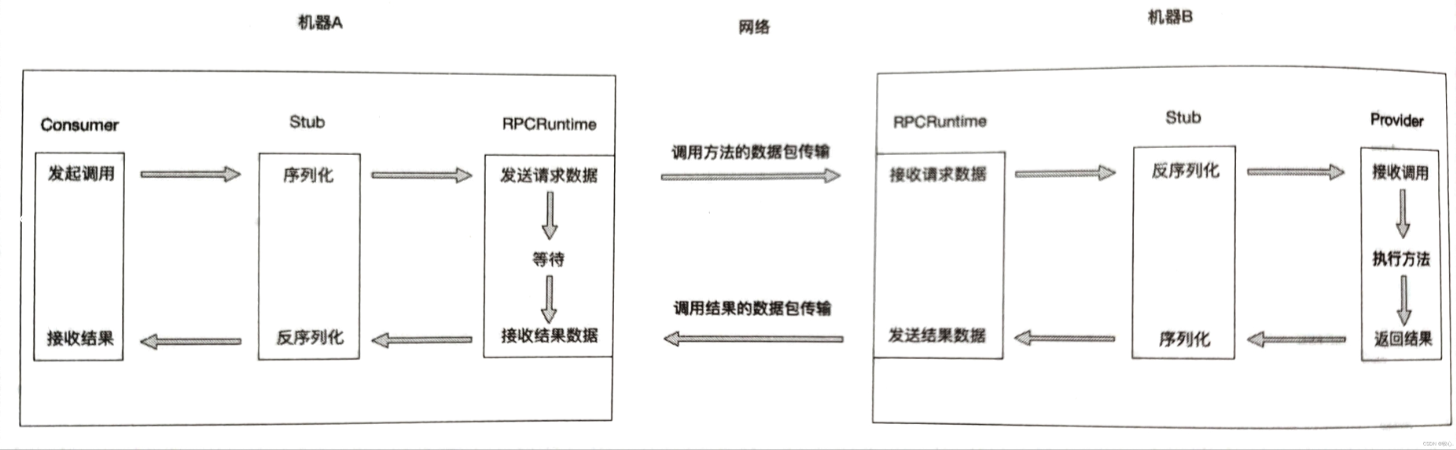 机器A
网络
机器B
Consumer
Stub
RPCRuntime
发起调用
序列化
发送请求数据
等待
接收结果
反序列化
接收结果数据
调用方法的数据包传输
调用结果的数据包传输
RPCRuntime
Stub
Provider
接收请求数据
反序列化
接收调用
执行方法
发送结果数据
序列化
返回结果